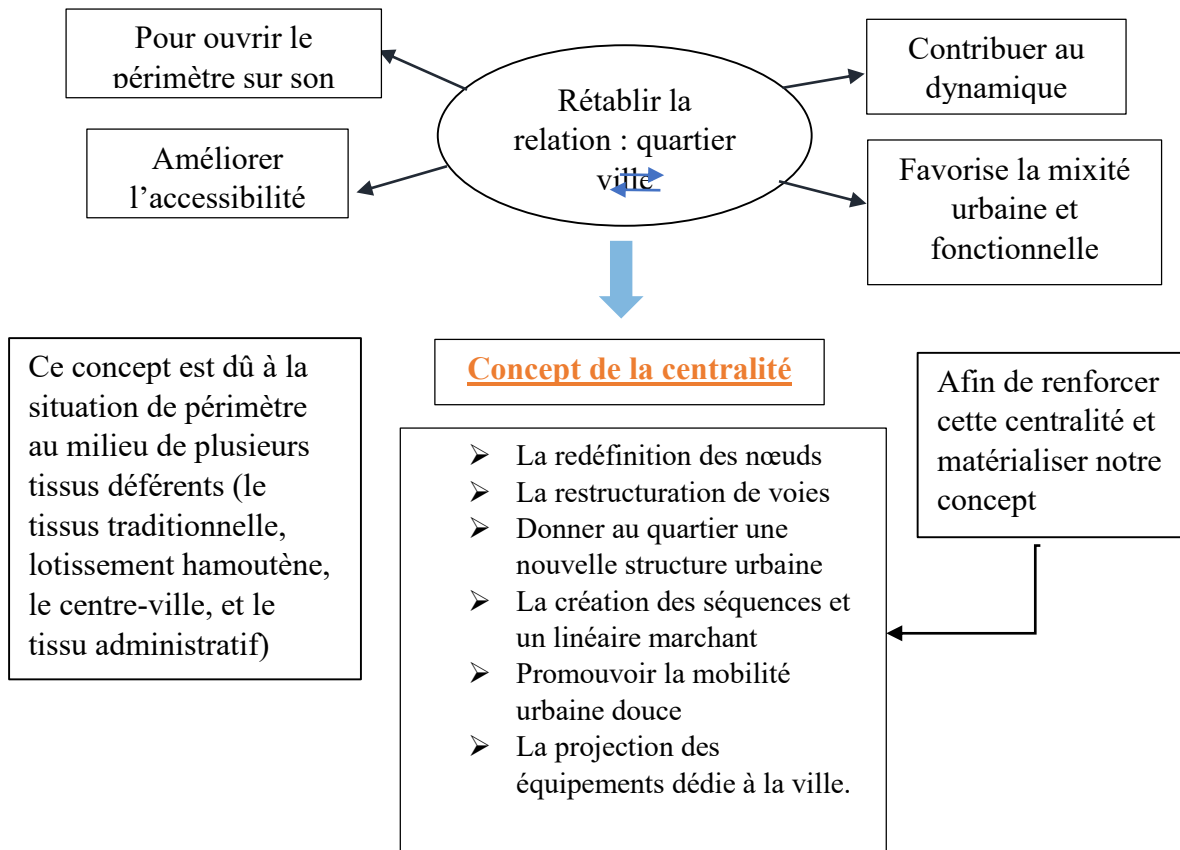 Pour ouvrir le
périmètre sur son
Améliorer
l’accessibilité
Rétablir la
relation : quartier
ville
Contribuer au
dynamique
Favorise la mixité
urbaine et
fonctionnelle
Concept de la centralité
Ce concept est dû à la
situation de périmètre
au milieu de plusieurs
tissus déférents (le
tissus traditionnelle,
lotissement hamoutène,
le centre-ville, et le
tissu administratif)
➢ La redéfinition des nœuds
➢ La restructuration de voies
➢ Donner au quartier une
nouvelle structure urbaine
➢ La création des séquences et
un linéaire marchant
➢ Promouvoir la mobilité
urbaine douce
➢ La projection des
équipements dédie à la ville.
Afin de renforcer
cette centralité et
matérialiser notre
concept